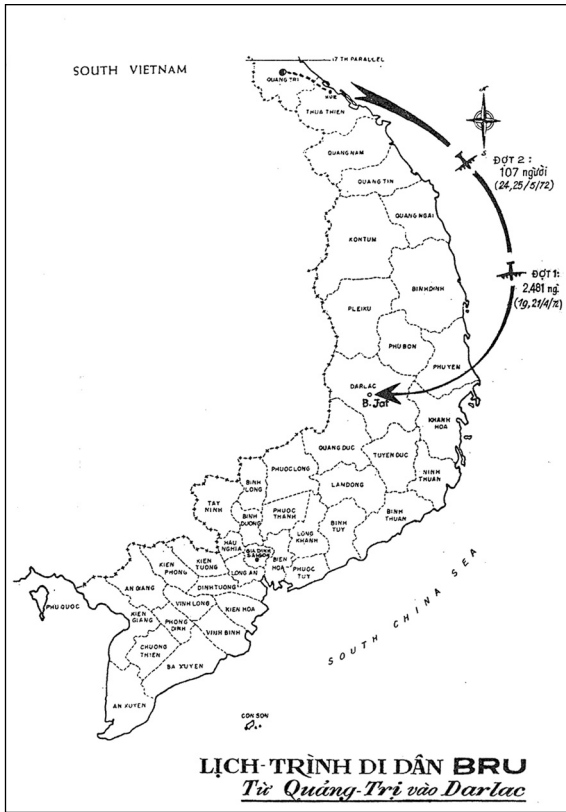 SOUTH VIETNAM
17 TH PARALLEL
QUANG TRI
HUE
THUA THIEN
N
S
QUANG NAM
ĐỢT 2 :
107 người
(24,25/5/72)
QUANG TIN
QUANG NGAI
KONTUM
ĐỢT 1:
2,481 ng.
(19,21/4/72)
BINH DINH
PLEIKU
PHU BON
PHU YEN
DARLAC
B. Jat
KHANH HOA
QUANG DUC
TUYEN DUC
NINH THUAN
PHUOC LONG
BINH LONG
LANDONG
TAY NINH
BINH DUONG
PHUOC THANH
BINH TUY
BINH THUAN
LONG KHANH
HAU NGHIA
GIA DINH
SAIGON
BIEN HOA
PHUOC TUY
KIEN PHONG
KIEN TUONG
LONG AN
AN GIANG
DINH TUONG
PHU QUOC
VINH LONG
KIEN HOA
KIEN GIANG
PHONG DINH
VINH BINH
CHUONG THIEN
BA XUYEN
AN XUYEN
SOUTH CHINA SEA
CON SON
LỊCH-TRÌNH DI DÂN BRU
Từ Quảng-Trị vào Darlac